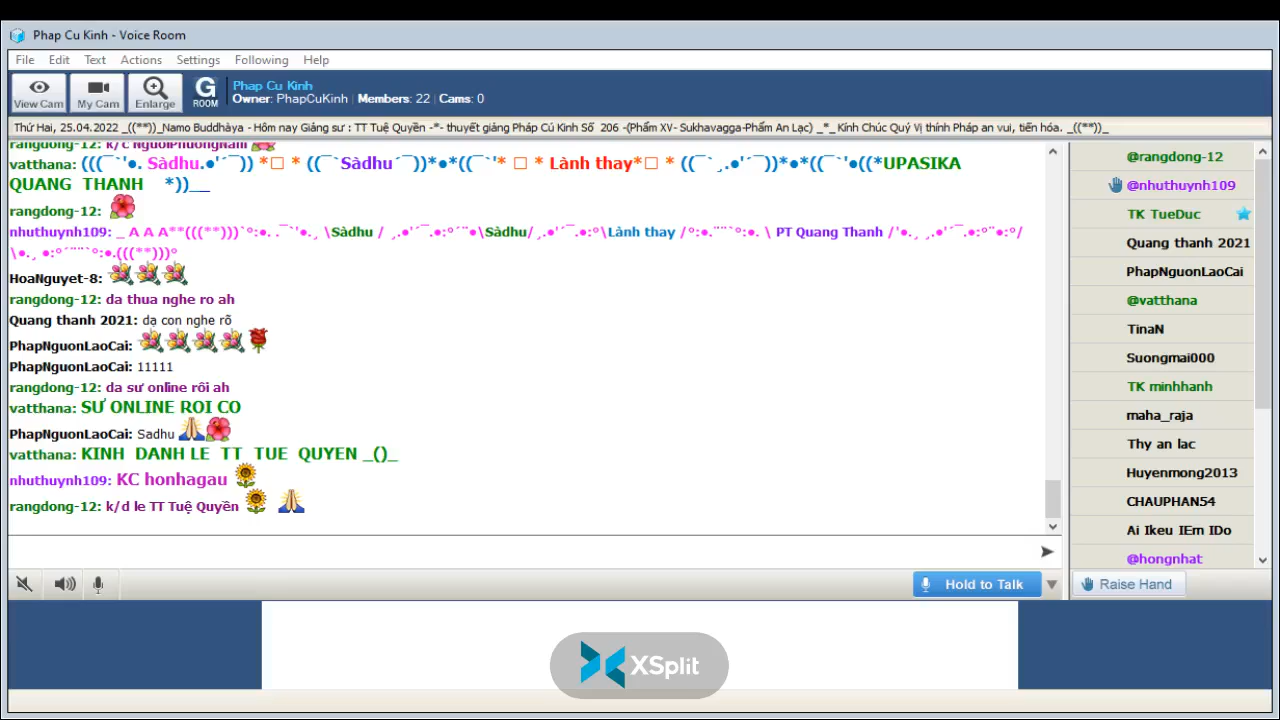 Phap Cu Kinh - Voice Room
File Edit Text Actions Settings Following Help
View Cam
My Cam
Enlarge
G ROOM
Phap Cu Kinh
Owner: PhapCuKinh | Members: 22 | Cams: 0
Thứ Hai, 25.04.2022 _((**))_Namo Buddhàya - Hôm nay Giảng sư : TT Tuệ Quyền -*- thuyết giảng Pháp Cú Kinh Số 206 -(Phẩm XV- Sukhavagga-Phẩm An Lạc) _*_ Kính Chúc Quý Vị thính Pháp an vui, tiến hóa. _((**))_
rangdong-12: k/c NguoiPhuongNam
vatthana: (((¯`'•. Sàdhu.•'´¯)) *□ * ((¯`'•.¸Sàdhu´¯))*•*((¯`'* □ * Lành thay*□ * ((¯`¸.•'´¯))*•*((¯`'•((*UPASIKA
QUANG THANH *))__
rangdong-12:
nhuthuynh109: _ A A A**(((**)))`°:•. .¯`'•.¸ \Sàdhu / ¸.•'´¯.•:°´¨•\Sàdhu/¸.•'´¯.•:°\Lành thay /°:•.¨¨`°:•. \ PT Quang Thanh /'•.¸ ¸.•'´¯.•:°¨•:°/
\•.¸ •:°´¨¨`°:•.(((**)))°
HoaNguyet-8:
rangdong-12: da thua nghe ro ah
Quang thanh 2021: dạ con nghe rõ
PhapNguonLaoCai:
PhapNguonLaoCai: 11111
rangdong-12: da sư online rôi ah
vatthana: SƯ ONLINE ROI CO
PhapNguonLaoCai: Sadhu
vatthana: KINH DANH LE TT TUE QUYEN _()_
nhuthuynh109: KC honhagau
rangdong-12: k/d le TT Tuệ Quyền
@rangdong-12
@nhuthuynh109
TK TueDuc
Quang thanh 2021
PhapNguonLaoCai
@vatthana
TinaN
Suongmai000
TK minhhanh
maha_raja
Thy an lac
Huyenmong2013
CHAUPHAN54
Ai Ikeu IEm IDo
@hongnhat
Hold to Talk
Raise Hand
XSplit